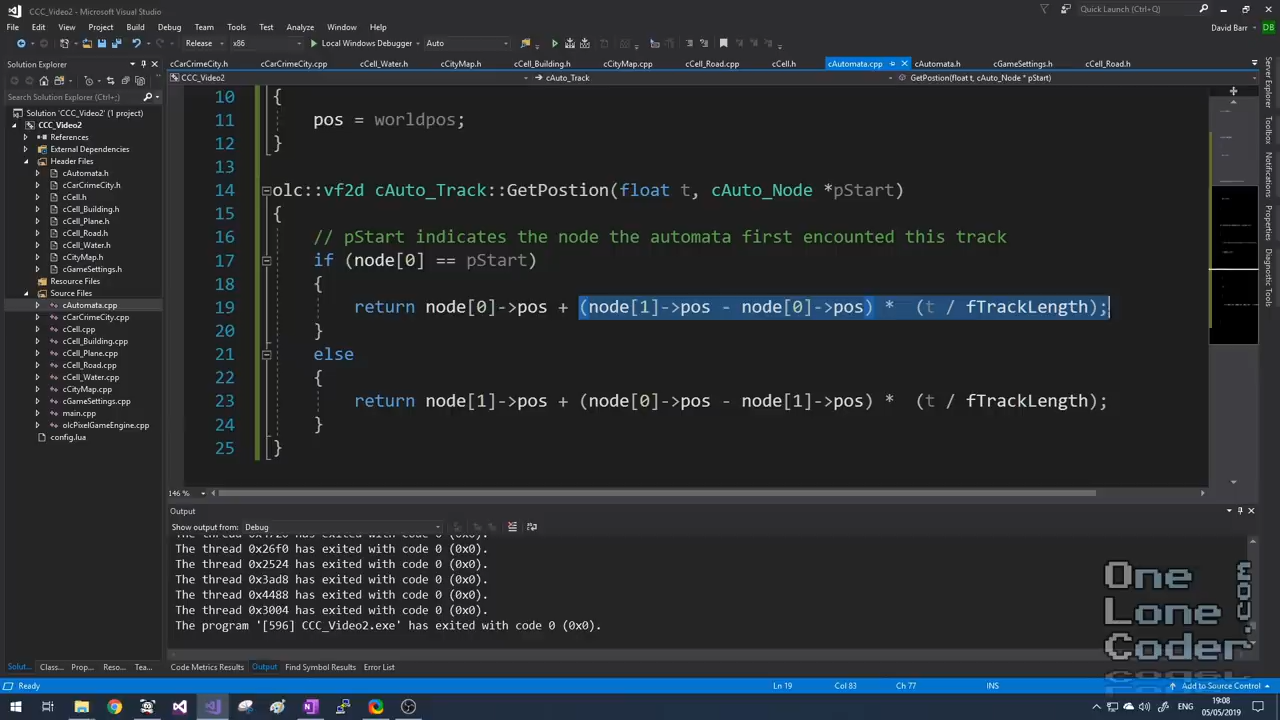 CCC_Video2 - Microsoft Visual Studio
Quick Launch (Ctrl+Q)
File Edit View Project Build Debug Team Tools Test Analyze Window Help
David Barr DB
Release x86 Local Windows Debugger Auto
Solution Explorer
cCarCrimeCity.h cCarCrimeCity.cpp cCell_Water.h cCityMap.h cCell_Building.h cCityMap.cpp cCell_Road.cpp cCell.h cAutomata.cpp cAutomata.h cGameSettings.h cCell_Road.h
CCC_Video2 cAuto_Track GetPostion(float t, cAuto_Node * pStart)
Search Solution Explorer (Ctrl+;)
Solution 'CCC_Video2' (1 project)
CCC_Video2
References
External Dependencies
Header Files
cAutomata.h
cCarCrimeCity.h
cCell.h
cCell_Building.h
cCell_Plane.h
cCell_Road.h
cCell_Water.h
cCityMap.h
cGameSettings.h
Resource Files
Source Files
cAutomata.cpp
cCarCrimeCity.cpp
cCell.cpp
cCell_Building.cpp
cCell_Plane.cpp
cCell_Road.cpp
cCell_Water.cpp
cCityMap.cpp
cGameSettings.cpp
main.cpp
olcPixelGameEngine.cpp
config.lua
10 {
11 pos = worldpos;
12 }
13
14 olc::vf2d cAuto_Track::GetPostion(float t, cAuto_Node *pStart)
15 {
16 // pStart indicates the node the automata first encounted this track
17 if (node[0] == pStart)
18 {
19 return node[0]->pos + (node[1]->pos - node[0]->pos) * (t / fTrackLength);
20 }
21 else
22 {
23 return node[1]->pos + (node[0]->pos - node[1]->pos) * (t / fTrackLength);
24 }
25 }
146 %
Server Explorer
Toolbox
Notifications
Properties
Diagnostic Tools
Output
Show output from: Debug
The thread 0x26f0 has exited with code 0 (0x0).
The thread 0x2524 has exited with code 0 (0x0).
The thread 0x3ad8 has exited with code 0 (0x0).
The thread 0x4488 has exited with code 0 (0x0).
The thread 0x3004 has exited with code 0 (0x0).
The program '[596] CCC_Video2.exe' has exited with code 0 (0x0).
One
Lone
Coder
.com
Solut... Class... Prop... Reso... Tea... Code Metrics Results Output Find Symbol Results Error List
Ready Ln 19 Col 83 Ch 77 INS Add to Source Control
19:08
05/05/2019